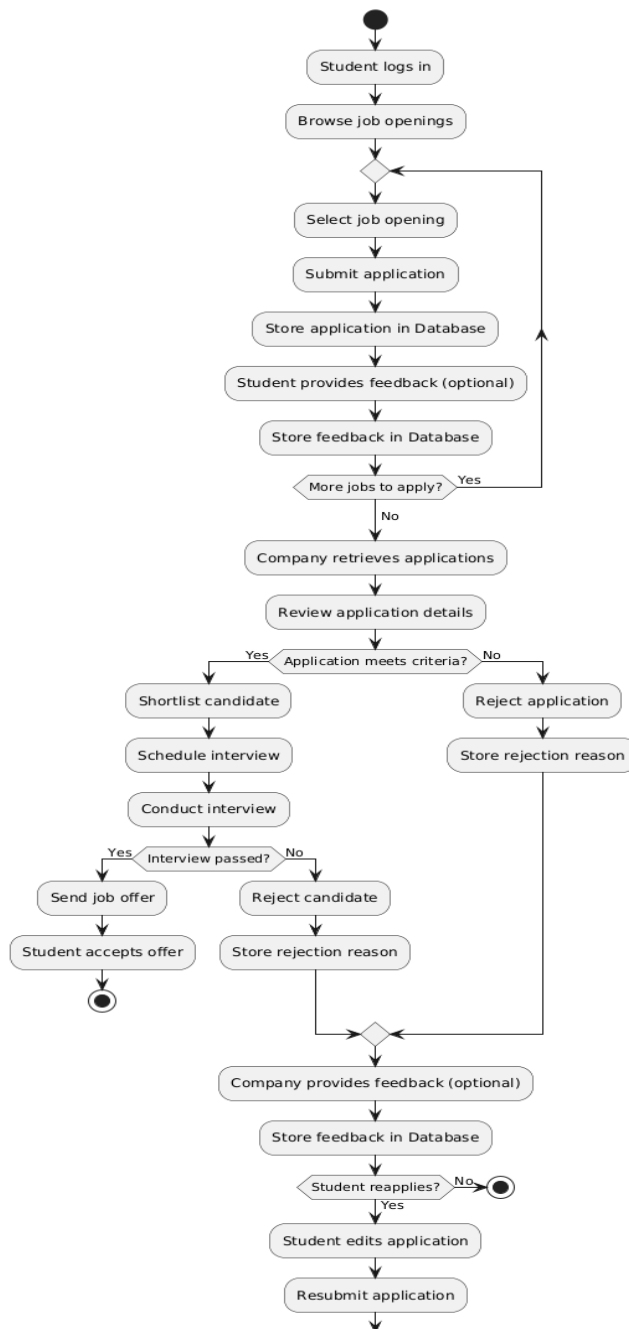 Student logs in
Browse job openings
Select job opening
Submit application
Store application in Database
Student provides feedback (optional)
Store feedback in Database
More jobs to apply?
Yes
No
Company retrieves applications
Review application details
Yes
Application meets criteria?
No
Shortlist candidate
Reject application
Schedule interview
Store rejection reason
Conduct interview
Yes
Interview passed?
No
Send job offer
Reject candidate
Student accepts offer
Store rejection reason
Company provides feedback (optional)
Store feedback in Database
Student reapplies?
No
Yes
Student edits application
Resubmit application